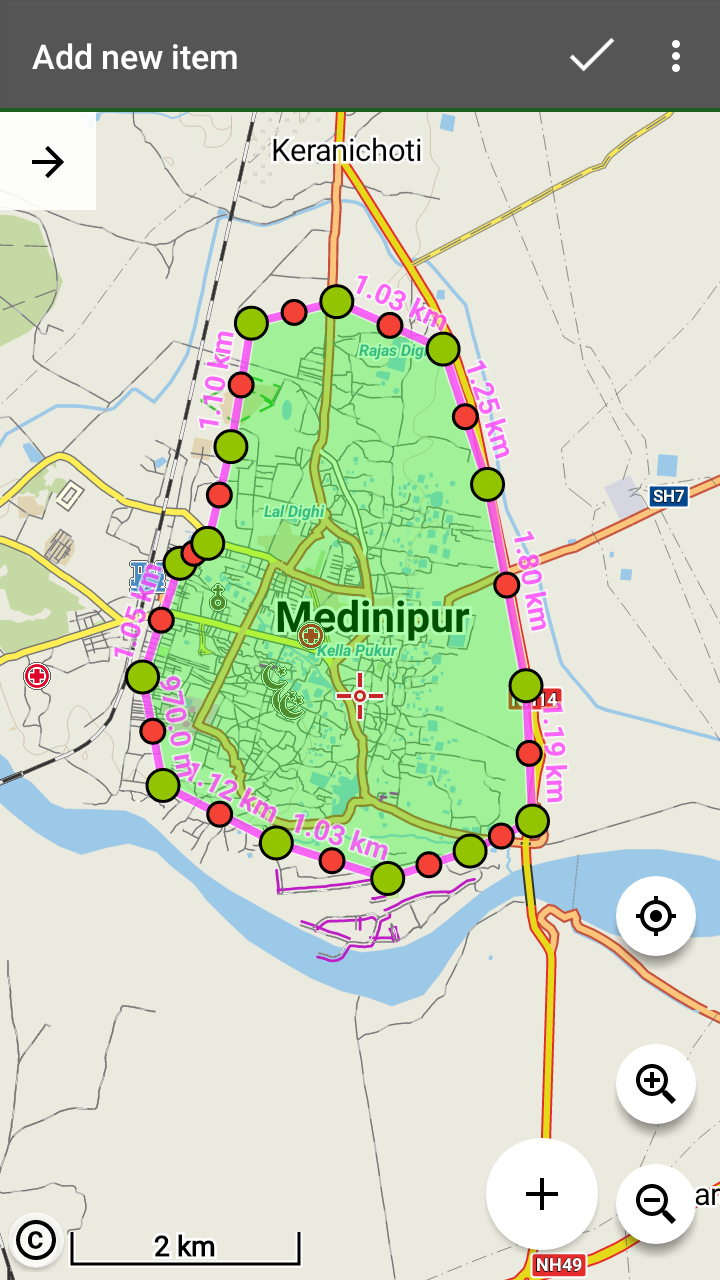 Add new item
Keranichoti
1.03 km
Rajas Digh
1.10 km
1.25 km
SH7
Lal Dighi
1.80 km
1.05 km
Medinipur
Kella Pukur
970.0 m
14
1.19 km
1.12 km
1.03 km
ar
2 km
©
NH49